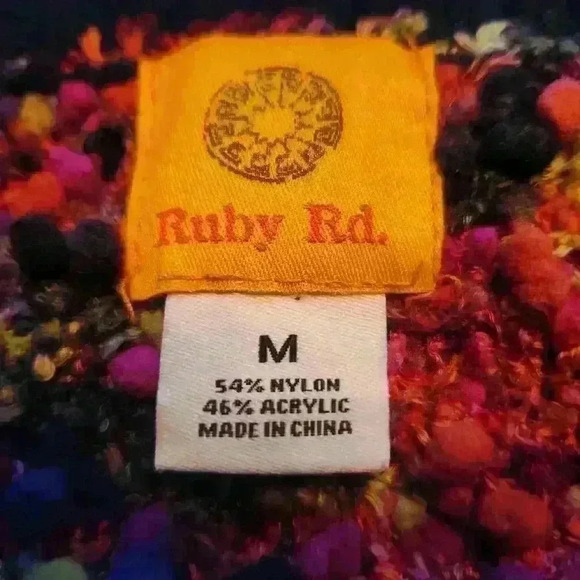 Ruby Rd.
M
54% NYLON
46% ACRYLIC
MADE IN CHINA